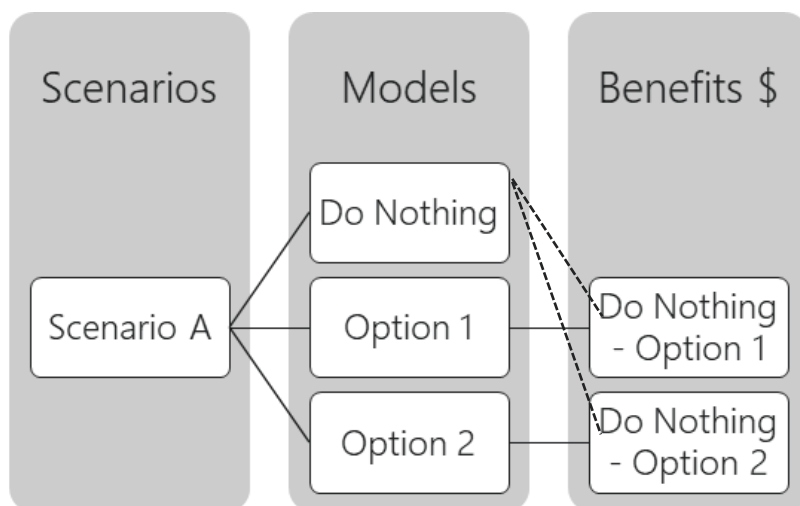 Scenarios
Models
Benefits $
Do Nothing
Scenario A
Option 1
Do Nothing
- Option 1
Option 2
Do Nothing
- Option 2